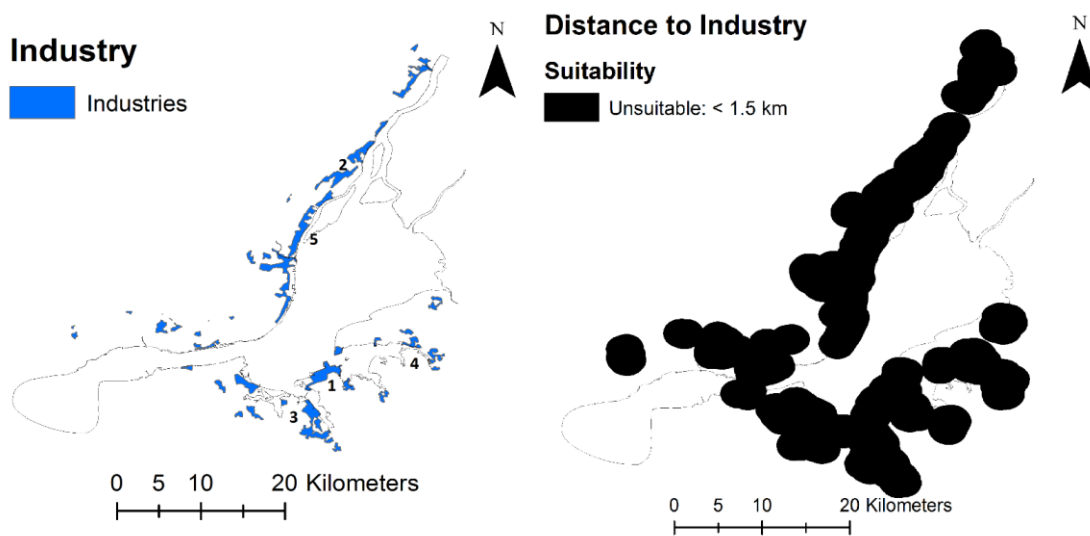 Industry
Industries
N
2
5
4
1
3
0 5 10 20 Kilometers
Distance to Industry
Suitability
Unsuitable: < 1.5 km
N
0 5 10 20 Kilometers